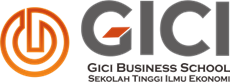 GICI
GICI BUSINESS SCHOOL
SEKOLAH TINGGI ILMU EKONOMI